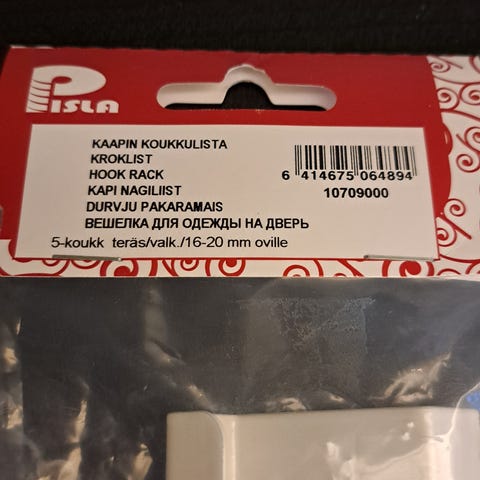 PISLA
KAAPIN KOUKKULISTA
KROKLIST
HOOK RACK
KAPI NAGILIIST
DURVJU PAKARAMAIS
ВЕШЕЛКА ДЛЯ ОДЕЖДЫ НА ДВЕРЬ
5-koukk teräs/valk./16-20 mm oville
6 414675 064894
10709000